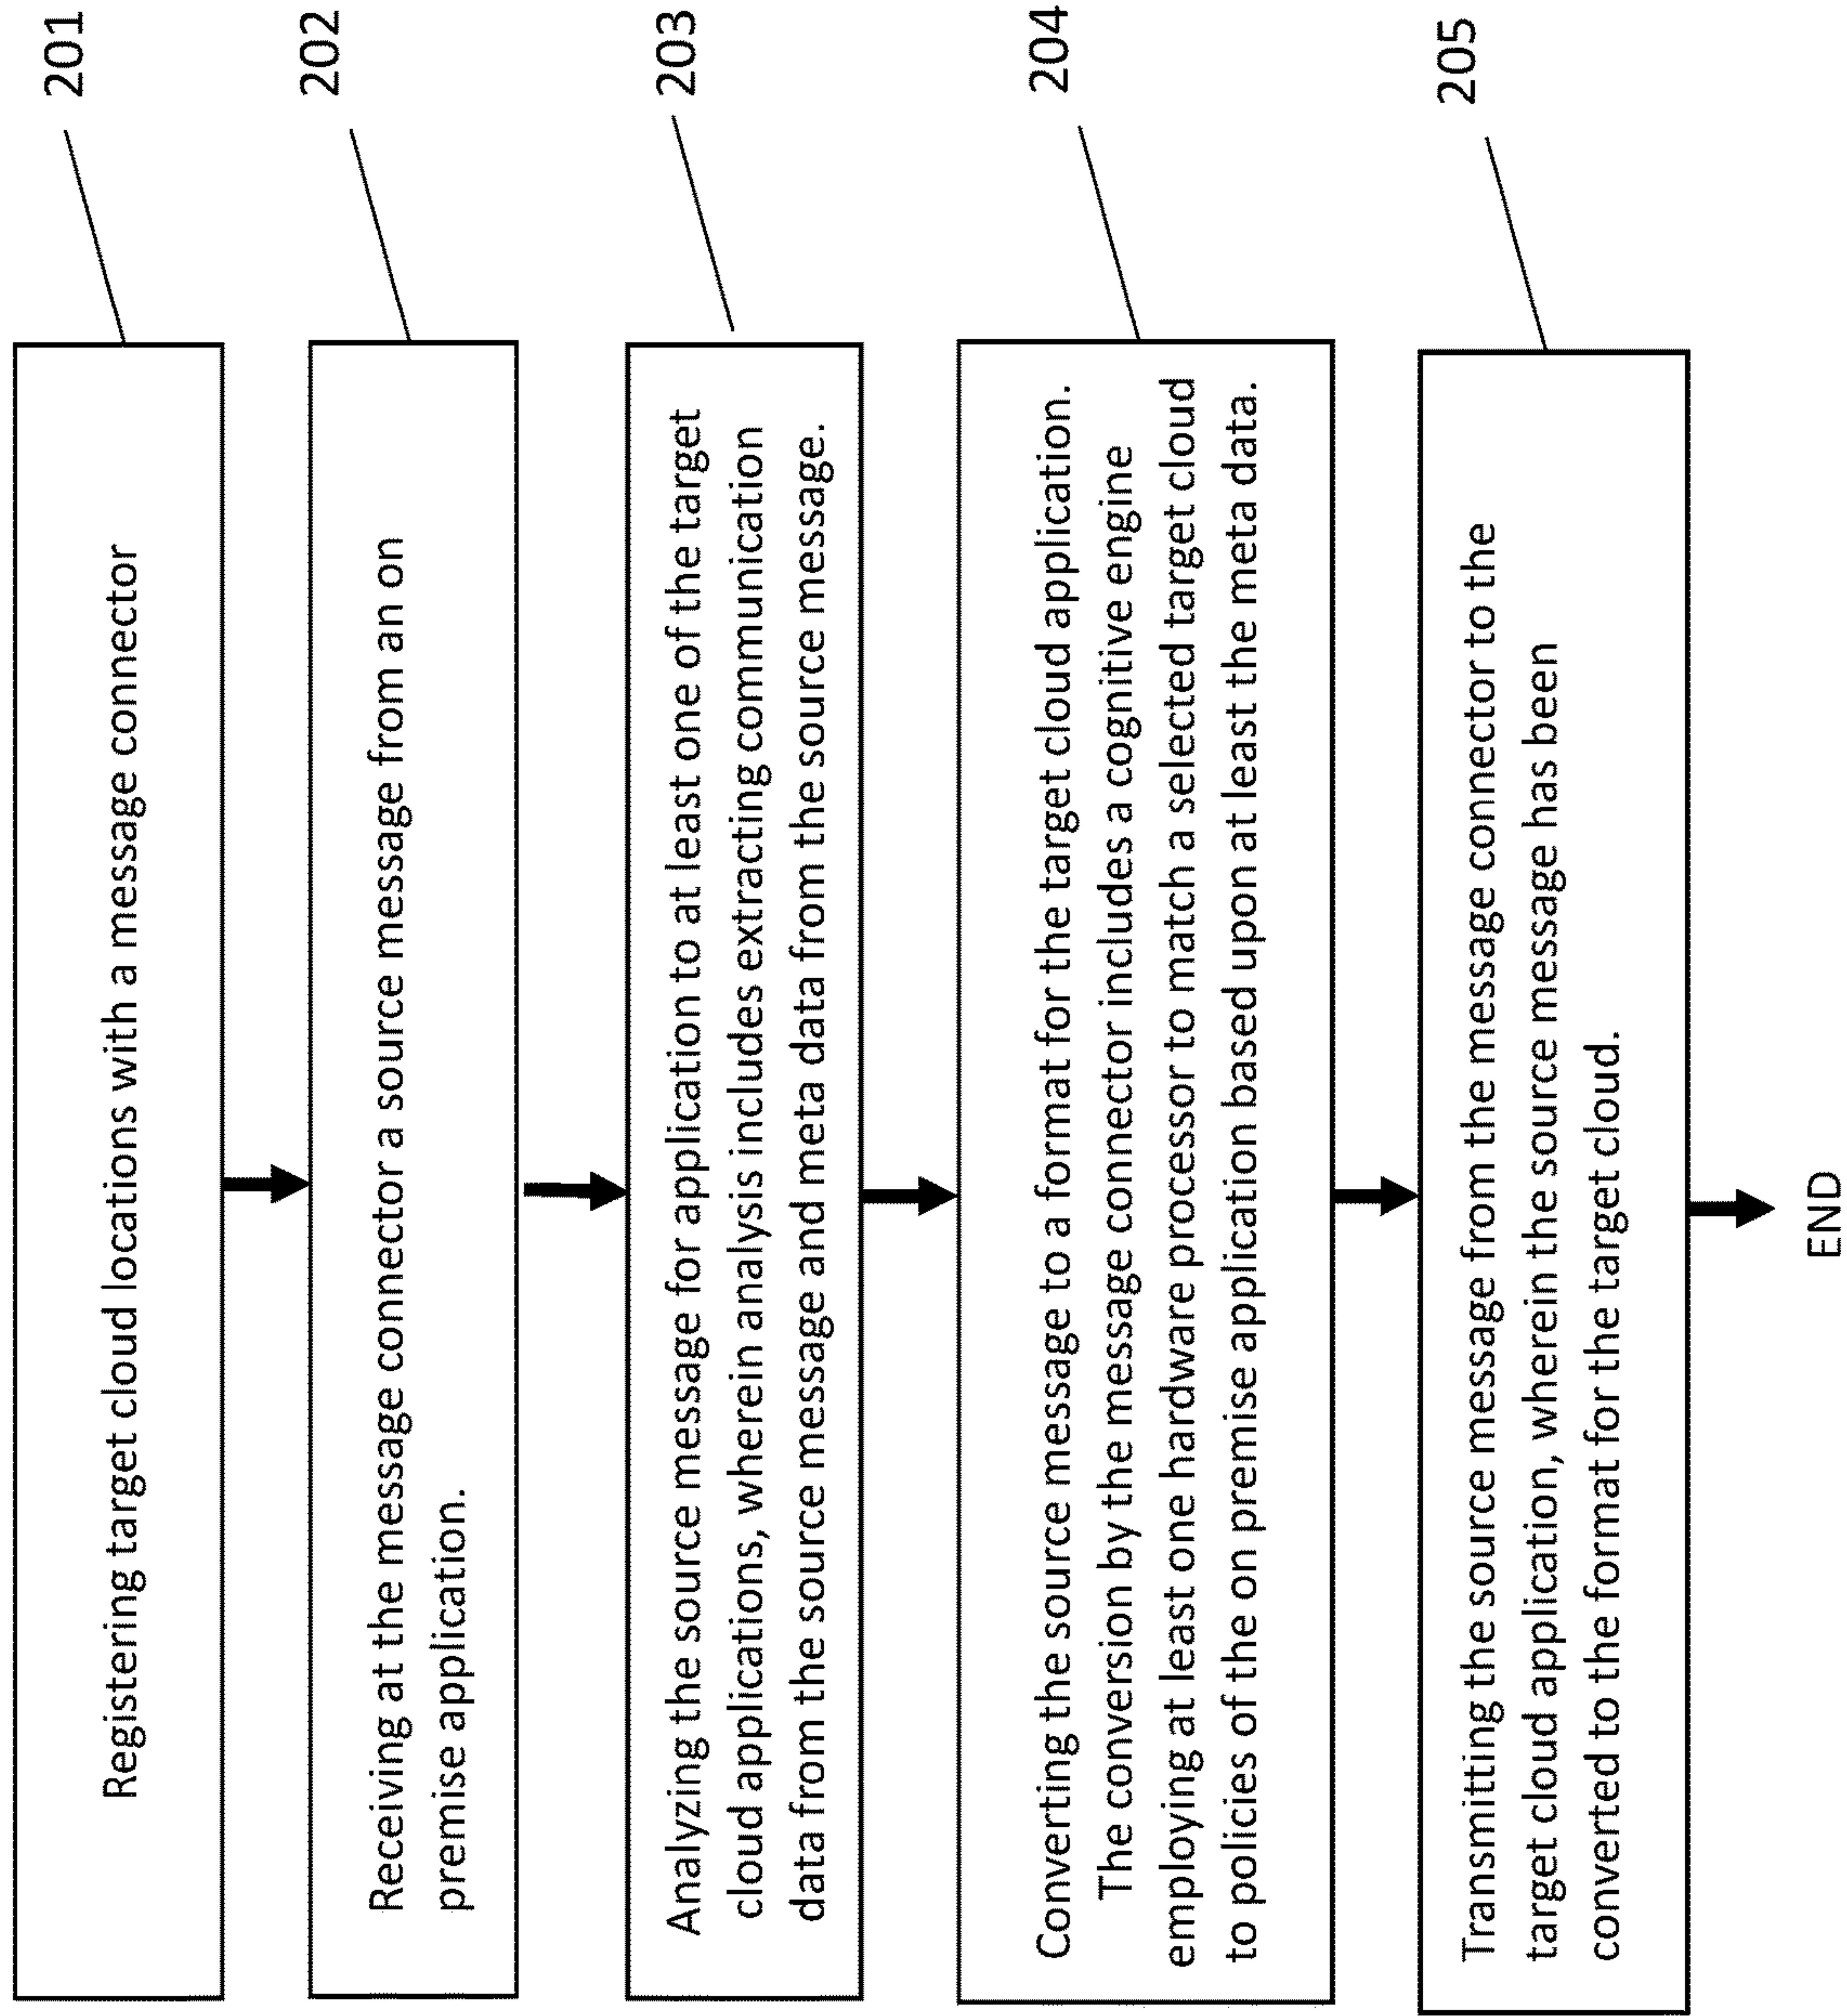 Registering target cloud locations with a message connector
201
Receiving at the message connector a source message from an on
premise application.
202
Analyzing the source message for application to at least one of the target
cloud applications, wherein analysis includes extracting communication
data from the source message and meta data from the source message.
203
Converting the source message to a format for the target cloud application.
The conversion by the message connector includes a cognitive engine
employing at least one hardware processor to match a selected target cloud
to policies of the on premise application based upon at least the meta data.
204
Transmitting the source message from the message connector to the
target cloud application, wherein the source message has been
converted to the format for the target cloud.
205
END